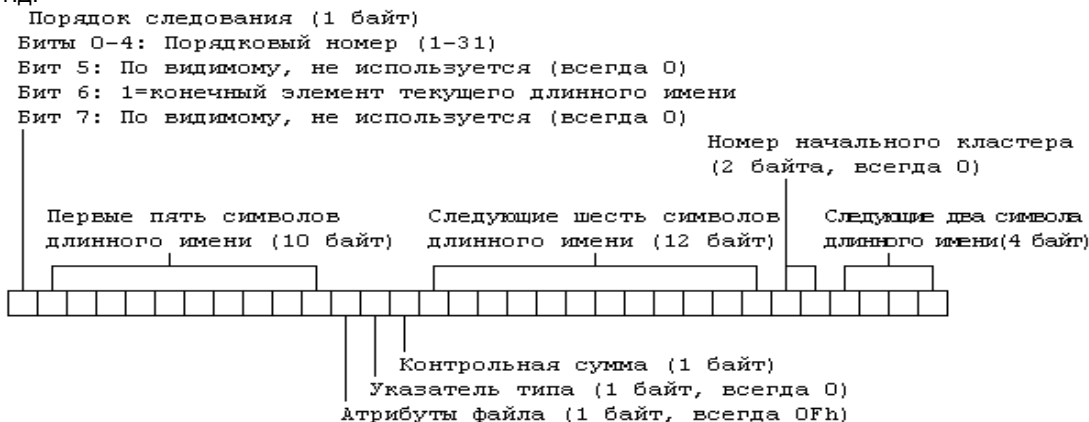 Порядок следования (1 байт)
Биты 0-4: Порядковый номер (1-31)
Бит 5: По видимому, не используется (всегда 0)
Бит 6: 1=конечный элемент текущего длинного имени
Бит 7: По видимому, не используется (всегда 0)
Номер начального кластера
(2 байта, всегда 0)
Первые пять символов
длинного имени (10 байт)
Следующие шесть символов
длинного имени (12 байт)
Следующие два символа
длинного имени(4 байт)
Контрольная сумма (1 байт)
Указатель типа (1 байт, всегда 0)
Атрибуты файла (1 байт, всегда 0Fh)